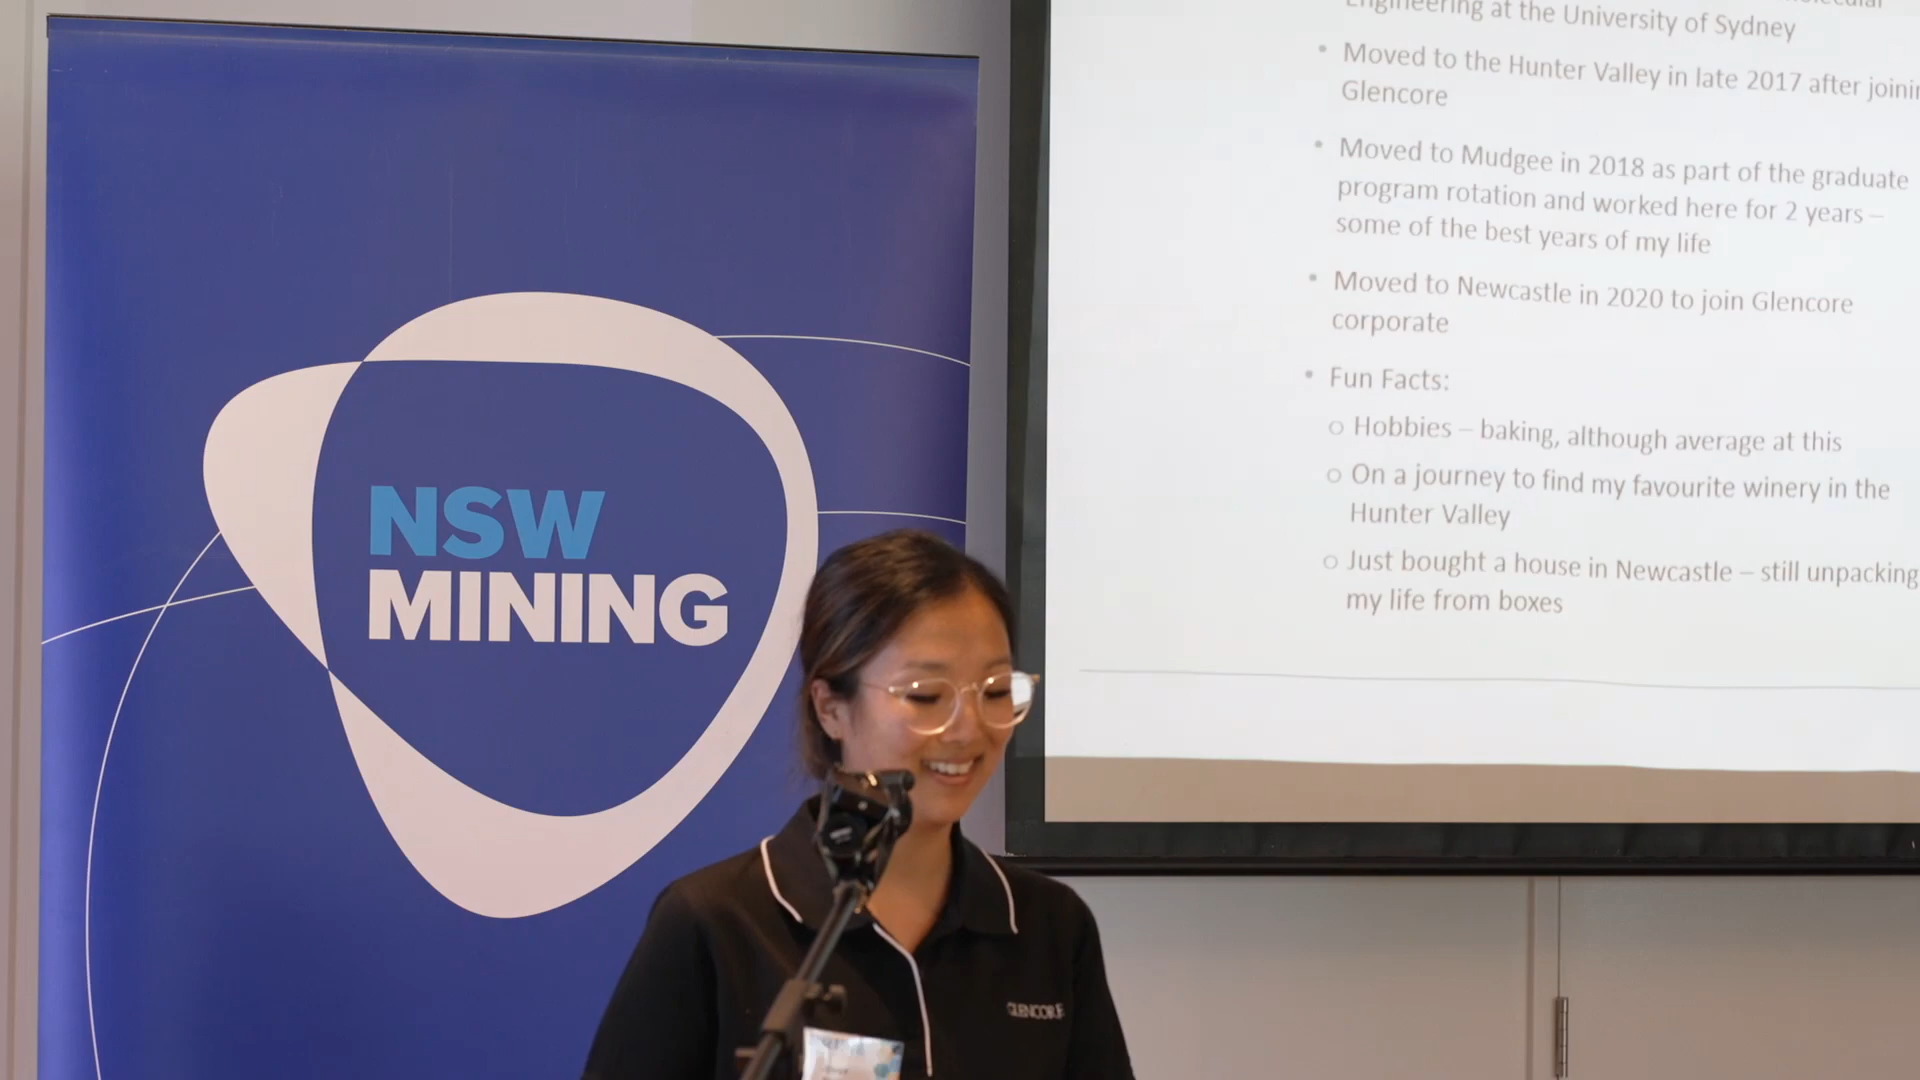 NSW
MINING
Engineering at the University of Sydney
• Moved to the Hunter Valley in late 2017 after
Glencore
• Moved to Mudgee in 2018 as part of the graduate
program rotation and worked here for 2 years –
some of the best years of my life
• Moved to Newcastle in 2020 to join Glencore
corporate
• Fun Facts:
o Hobbies – baking, although average at this
o On a journey to find my favourite winery in the
Hunter Valley
o Just bought a house in Newcastle – still unpacking
my life from boxes
GLENCORE